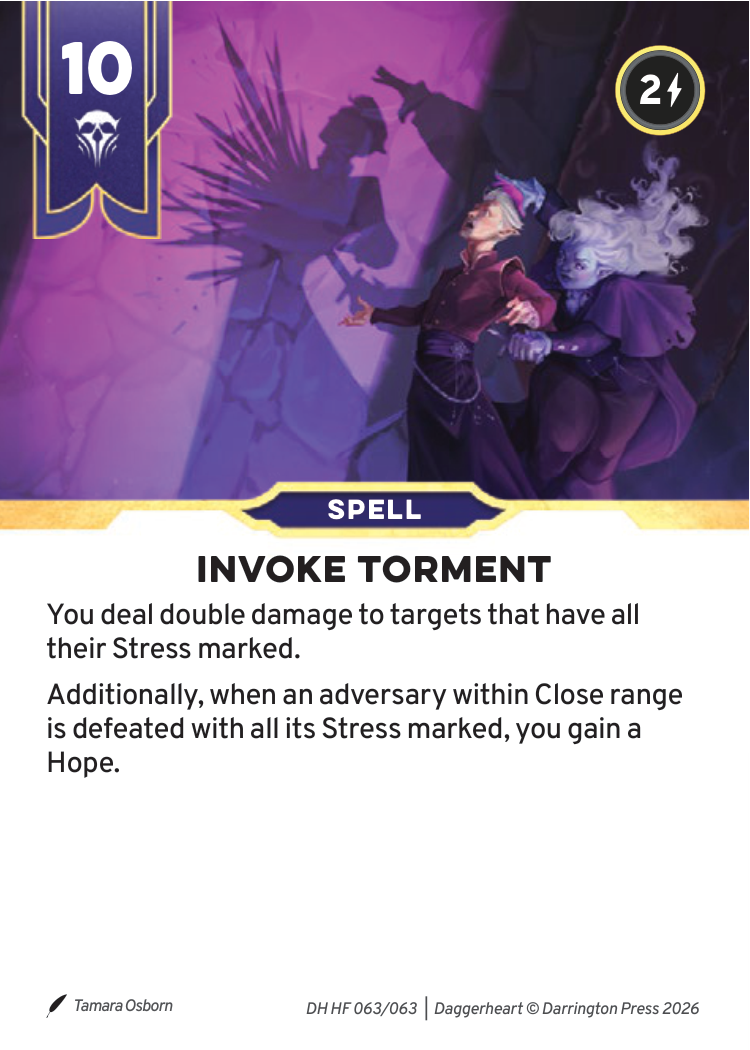 10
2
SPELL
INVOKE TORMENT
You deal double damage to targets that have all
their Stress marked.
Additionally, when an adversary within Close range
is defeated with all its Stress marked, you gain a
Hope.
Tamara Osborn
DH HF 063/063 | Daggerheart © Darrington Press 2026